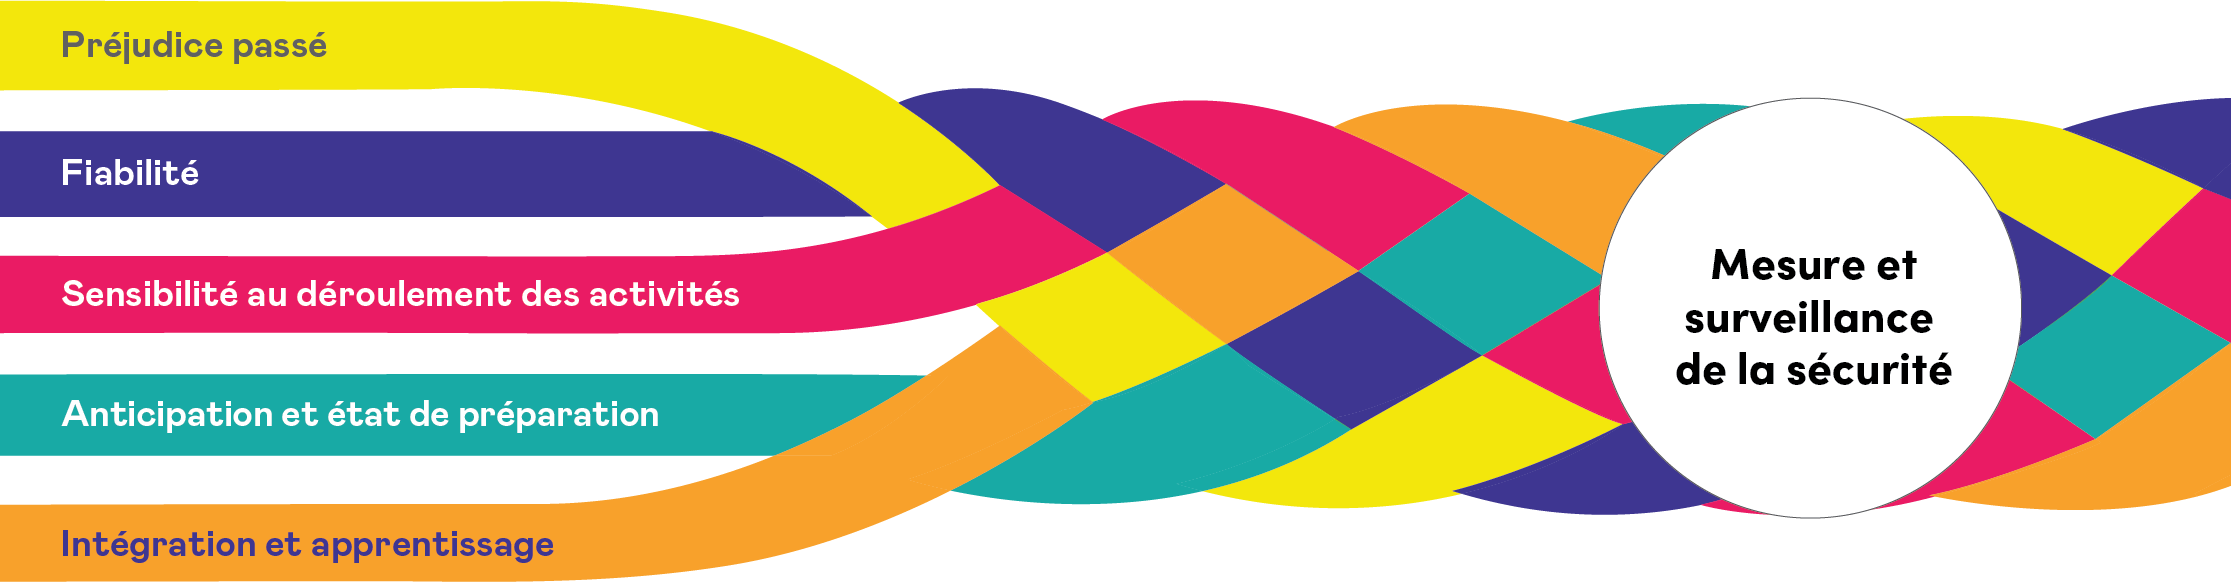 Préjudice passé
Fiabilité
Sensibilité au déroulement des activités
Anticipation et état de préparation
Intégration et apprentissage
Mesure et
surveillance
de la sécurité